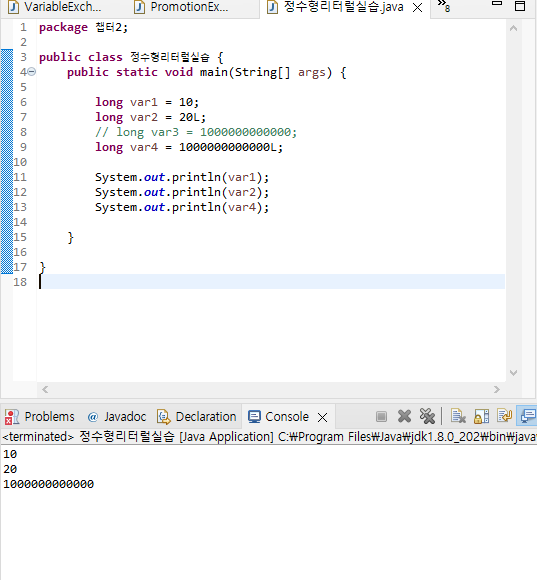 VariableExch...
PromotionEx...
정수형리터럴실습.java
8
1 package 챕터2;
2
3 public class 정수형리터럴실습 {
4 public static void main(String[] args) {
5
6 long var1 = 10;
7 long var2 = 20L;
8 // long var3 = 1000000000000;
9 long var4 = 1000000000000L;
10
11 System.out.println(var1);
12 System.out.println(var2);
13 System.out.println(var4);
14
15 }
16
17 }
18
Problems @ Javadoc Declaration Console
<terminated> 정수형리터럴실습 [Java Application] C:₩Program Files₩Java₩jdk1.8.0_202₩bin₩java
10
20
1000000000000